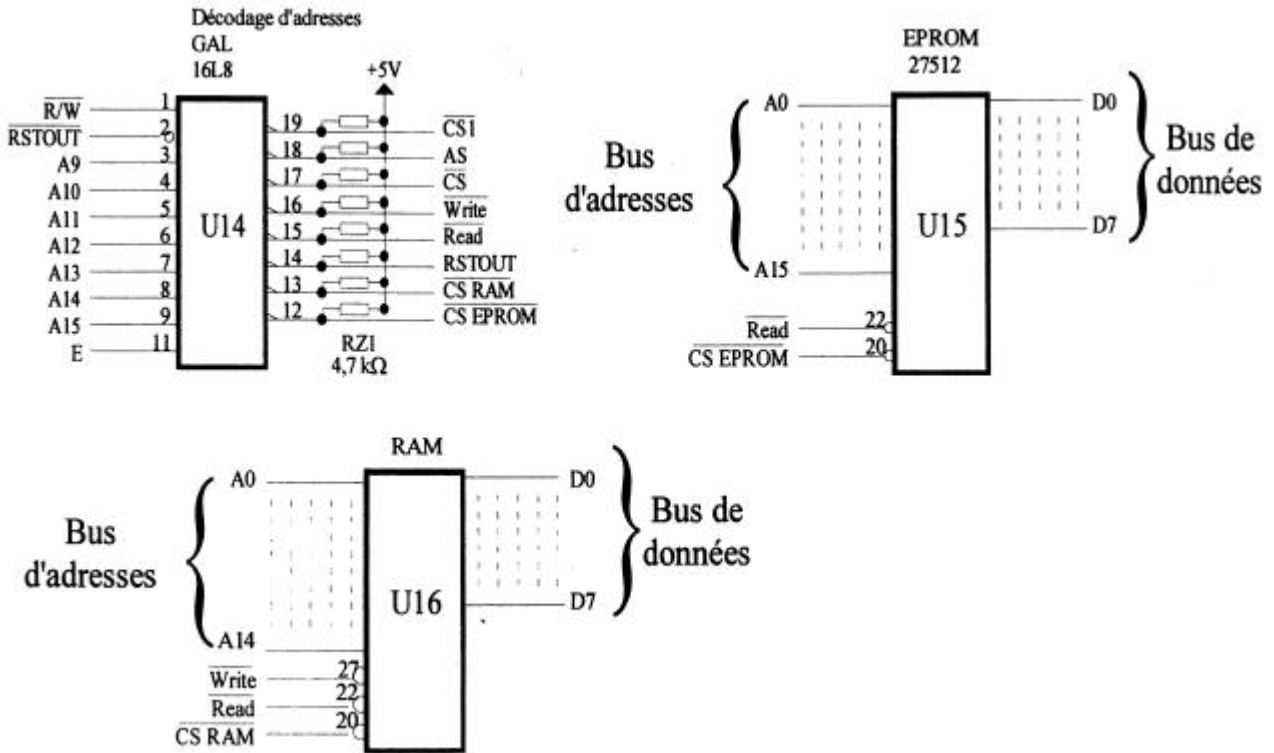 Décodage d'adresses
GAL
16L8
+5V
R/W 1
RSTOUT 2
A9 3
A10 4
A11 5
A12 6
A13 7
A14 8
A15 9
E 11
U14
19 CS1
18 AS
17 CS
16 Write
15 Read
14 RSTOUT
13 CS RAM
12 CS EPROM
RZ1
4,7 kΩ
EPROM
27512
Bus
d'adresses
A0
A15
Read 22
CS EPROM 20
U15
D0
D7
Bus de
données
RAM
Bus
d'adresses
A0
A14
Write 27
Read 22
CS RAM 20
U16
D0
D7
Bus de
données